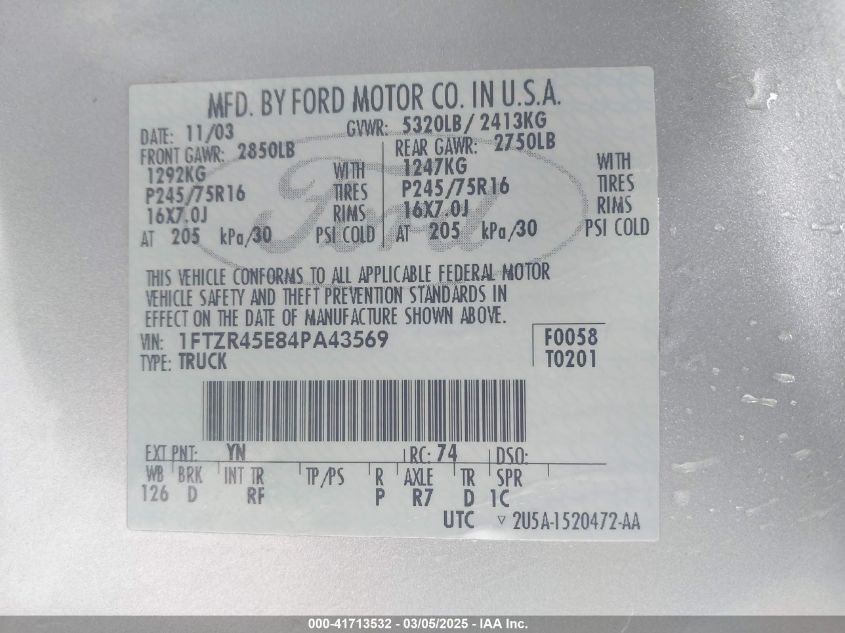 MFD. BY FORD MOTOR CO. IN U.S.A.
DATE: 11/03 GVWR: 5320LB/ 2413KG
FRONT GAWR: 2850LB REAR GAWR: 2750LB
1292KG WITH 1247KG WITH
P245/75R16 TIRES P245/75R16 TIRES
16X7.0J RIMS 16X7.0J RIMS
AT 205 kPa/30 PSI COLD AT 205 kPa/30 PSI COLD
Ford
THIS VEHICLE CONFORMS TO ALL APPLICABLE FEDERAL MOTOR
VEHICLE SAFETY AND THEFT PREVENTION STANDARDS IN
EFFECT ON THE DATE OF MANUFACTURE SHOWN ABOVE.
VIN: 1FTZR45E84PA43569 F0058
TYPE: TRUCK T0201
EXT PNT: YN RC: 74 DSO:
WB BRK INT TR TP/PS R AXLE TR SPR
126 D RF P R7 D 1C
UTC ▽ 2U5A-1520472-AA
000-41713532 - 03/05/2025 - IAA Inc.